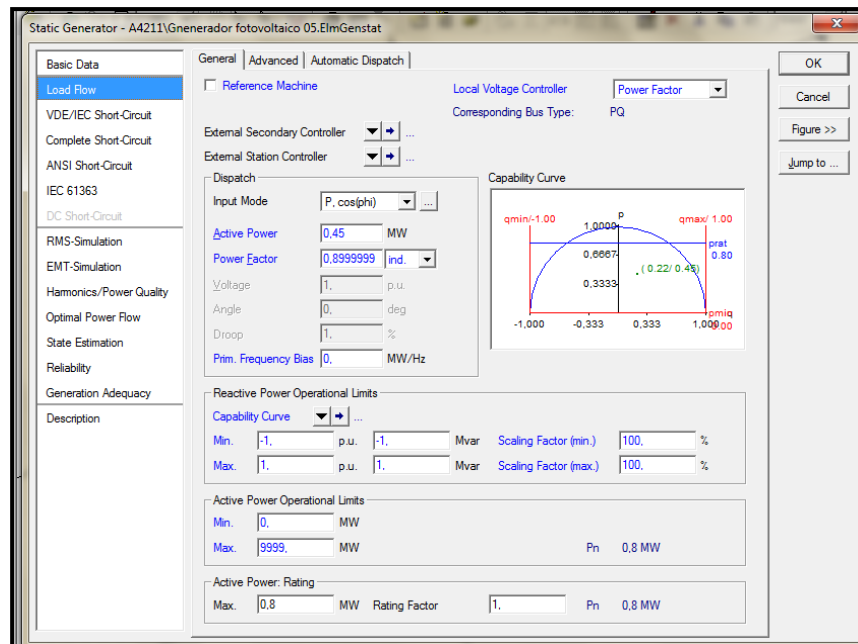 Static Generator - A4211\Gnenerador fotovoltaico 05.ElmGenstat
Basic Data
Load Flow
VDE/IEC Short-Circuit
Complete Short-Circuit
ANSI Short-Circuit
IEC 61363
DC Short-Circuit
RMS-Simulation
EMT-Simulation
Harmonics/Power Quality
Optimal Power Flow
State Estimation
Reliability
Generation Adequacy
Description
General Advanced Automatic Dispatch
Reference Machine
Local Voltage Controller Power Factor
Corresponding Bus Type: PQ
External Secondary Controller ...
External Station Controller ...
Dispatch
Input Mode P, cos(phi) ...
Active Power 0,45 MW
Power Factor 0,8999999 ind.
Voltage 1, p.u.
Angle 0, deg
Droop 1, %
Prim. Frequency Bias 0, MW/Hz
Capability Curve
qmin/-1.00 p qmax/ 1.00
1,0000
prat
0.80
0,6667
( 0.22/ 0.45)
0,3333
pmin
0.00
-1,000 -0,333 0,333 1,000
Reactive Power Operational Limits
Capability Curve ...
Min. -1, p.u. -1, Mvar Scaling Factor (min.) 100, %
Max. 1, p.u. 1, Mvar Scaling Factor (max.) 100, %
Active Power Operational Limits
Min. 0, MW
Max. 9999, MW Pn 0,8 MW
Active Power: Rating
Max. 0,8 MW Rating Factor 1, Pn 0,8 MW
OK
Cancel
Figure >>
Jump to ...